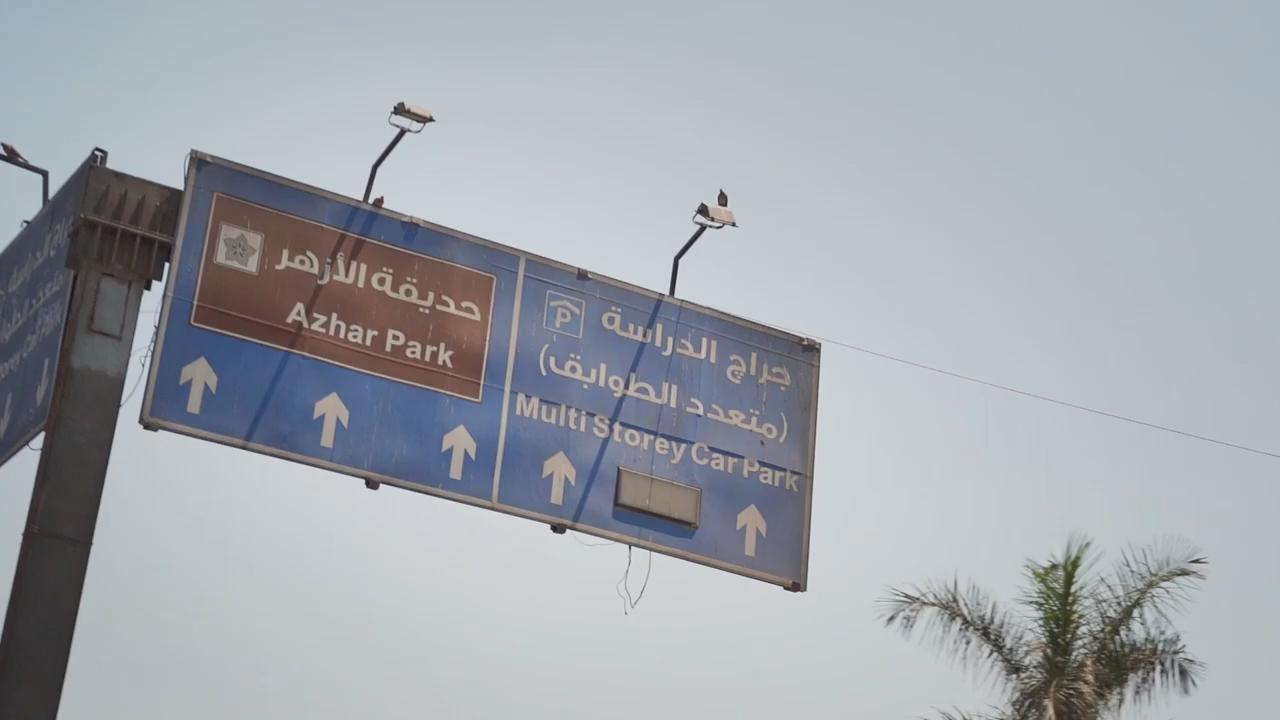 حديقة الأزهر
Azhar Park
P
جراج الدراسة
(متعدد الطوابق)
Multi Storey Car Park